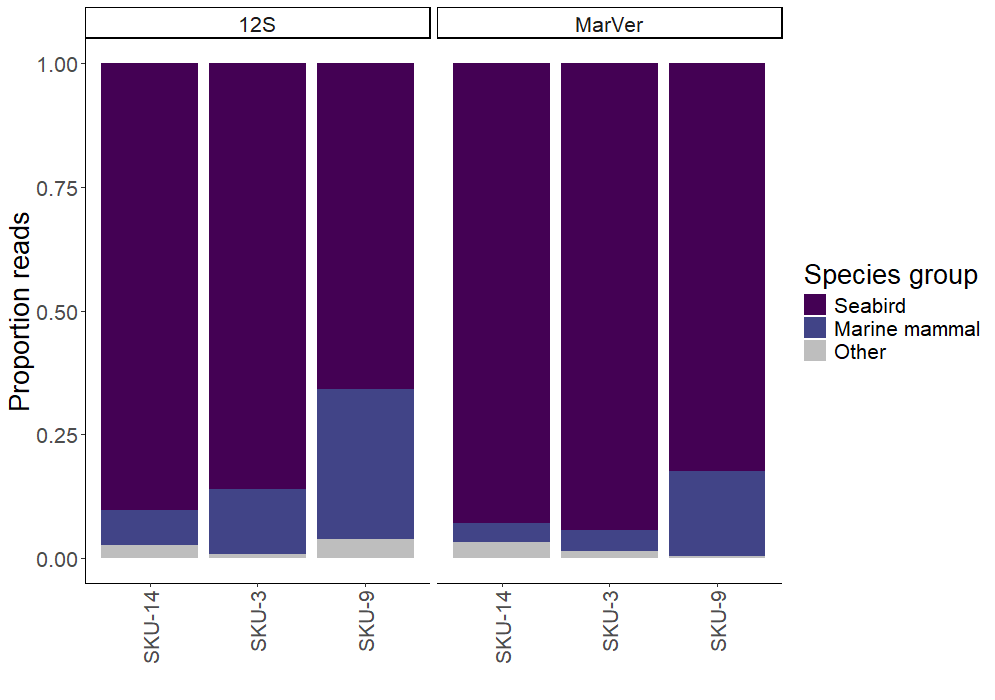 12S
MarVer
Proportion reads
1.00
0.75
0.50
0.25
0.00
SKU-14
SKU-3
SKU-9
SKU-14
SKU-3
SKU-9
Species group
Seabird
Marine mammal
Other